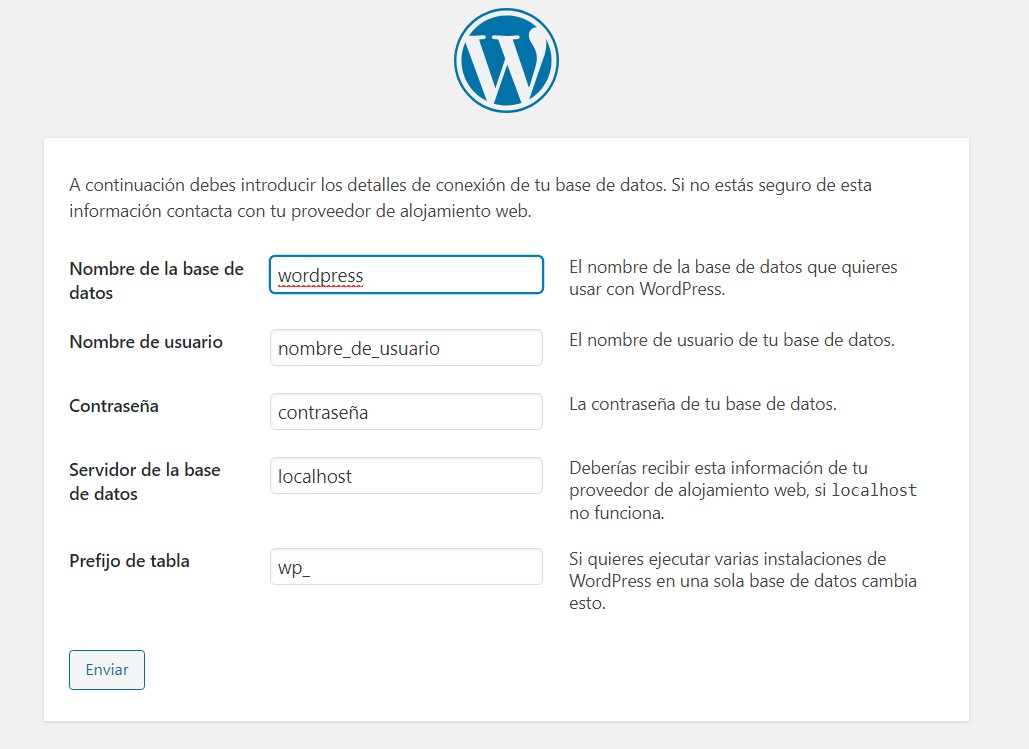 A continuación debes introducir los detalles de conexión de tu base de datos. Si no estás seguro de esta
información contacta con tu proveedor de alojamiento web.
Nombre de la base de
datos
wordpress
El nombre de la base de datos que quieres
usar con WordPress.
Nombre de usuario
nombre_de_usuario
El nombre de usuario de tu base de datos.
Contraseña
contraseña
La contraseña de tu base de datos.
Servidor de la base
de datos
localhost
Deberías recibir esta información de tu
proveedor de alojamiento web, si localhost
no funciona.
Prefijo de tabla
wp_
Si quieres ejecutar varias instalaciones de
WordPress en una sola base de datos cambia
esto.
Enviar